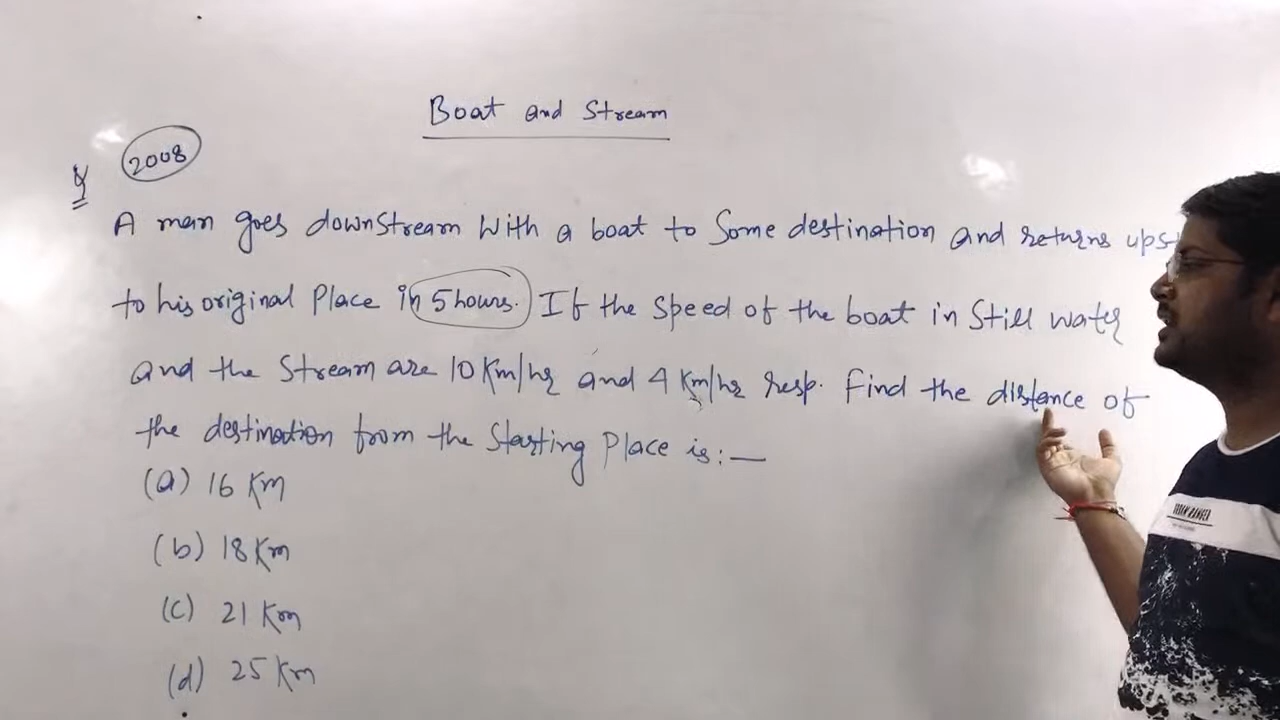 Boat and Stream
Q 2008
A man goes downstream with a boat to Some destination and returns ups
to his original Place in 5 hours. If the Speed of the boat in Still water
and the Stream are 10 Km/hr and 4 Km/hr resp. Find the distance of
the destination from the Starting Place is:—
(a) 16 Km
(b) 18 Km
(c) 21 Km
(d) 25 Km